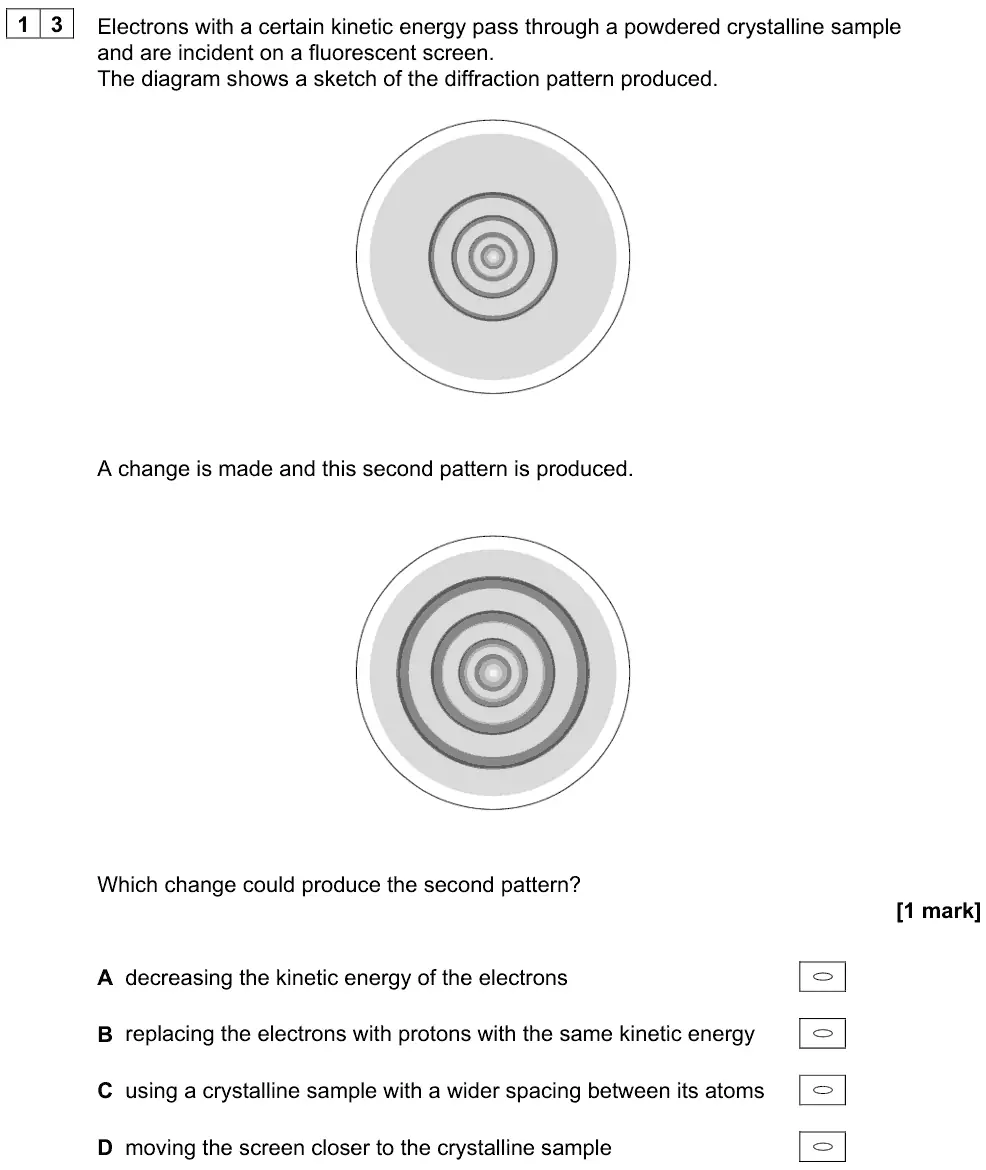 1 3 Electrons with a certain kinetic energy pass through a powdered crystalline sample
and are incident on a fluorescent screen.
The diagram shows a sketch of the diffraction pattern produced.
A change is made and this second pattern is produced.
Which change could produce the second pattern?
[1 mark]
A decreasing the kinetic energy of the electrons
B replacing the electrons with protons with the same kinetic energy
C using a crystalline sample with a wider spacing between its atoms
D moving the screen closer to the crystalline sample